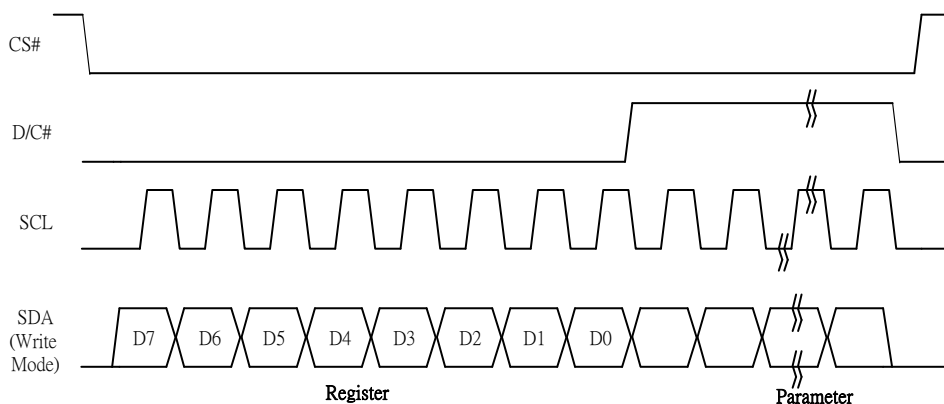 CS#
D/C#
SCL
SDA
(Write
Mode)
D7 D6 D5 D4 D3 D2 D1 D0
Register Parameter